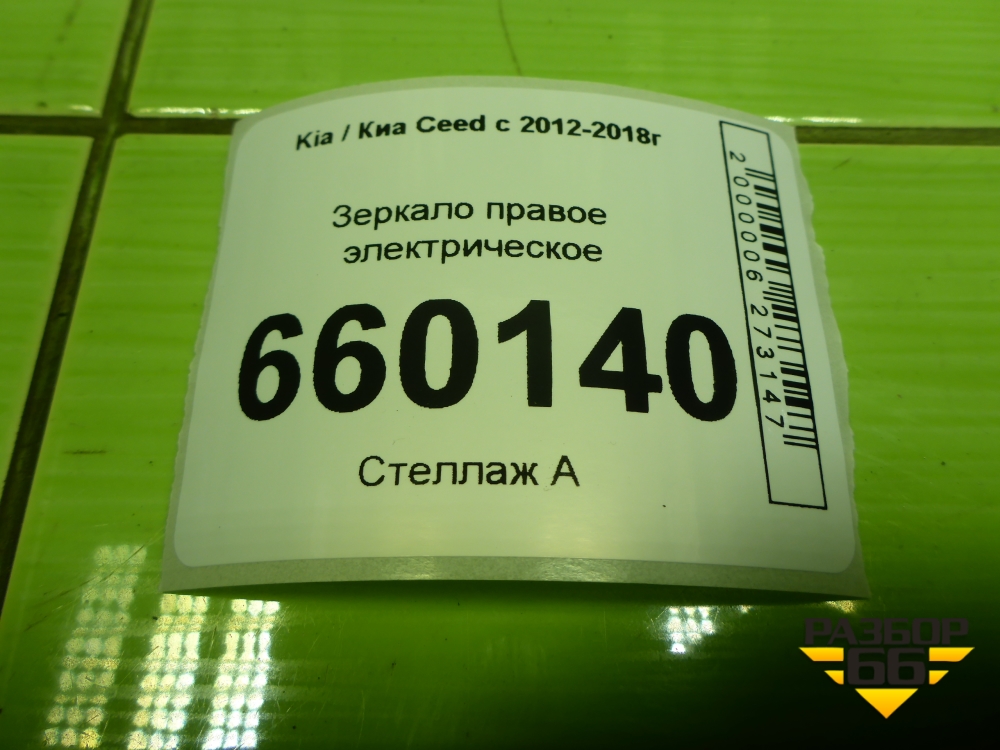 Kia / Киа Ceed с 2012-2018г
Зеркало правое
электрическое
660140
Стеллаж А
2000006273147
РАЗБОР
66